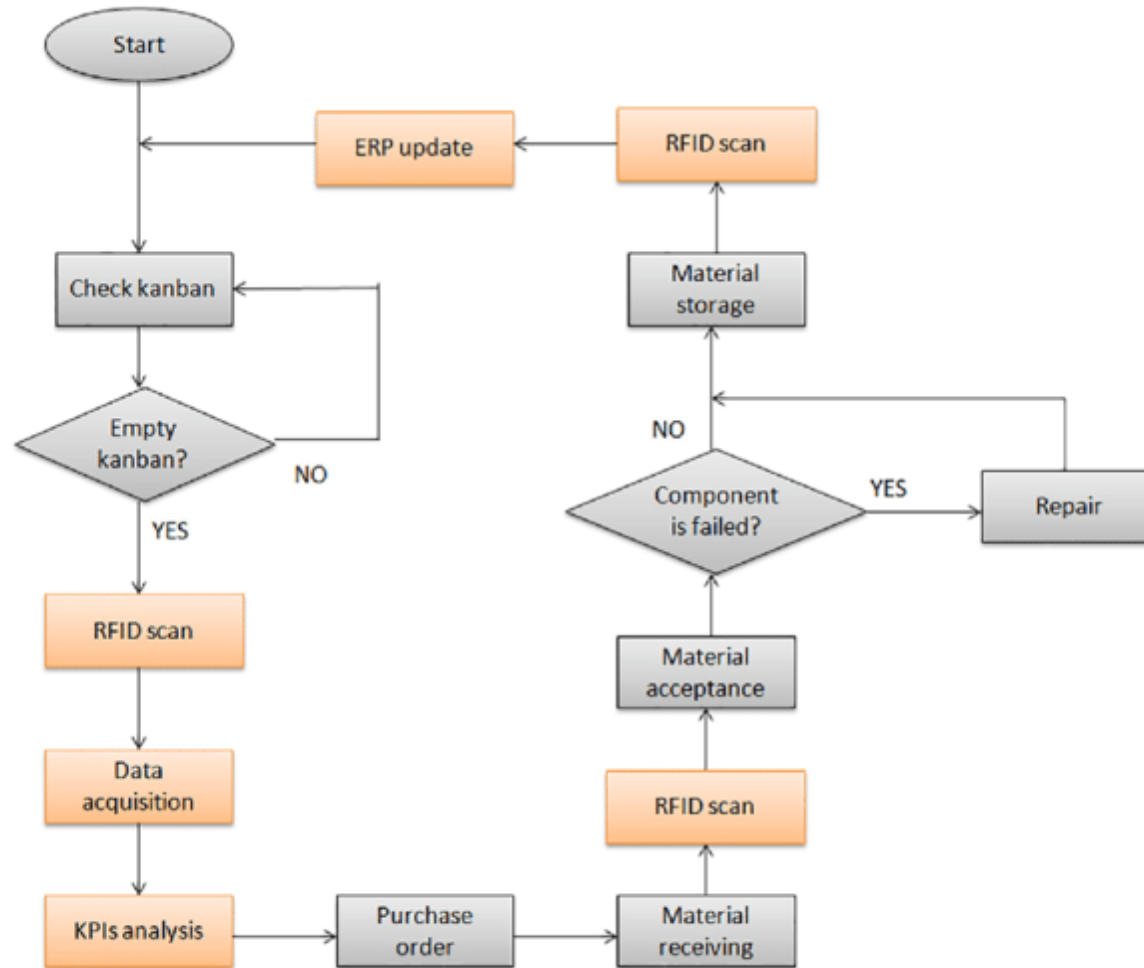 Start
ERP update
RFID scan
Check kanban
Material
storage
Empty
kanban?
NO
YES
RFID scan
Data
acquisition
KPIs analysis
Purchase
order
Material
receiving
RFID scan
Material
acceptance
Component
is failed?
NO
YES
Repair